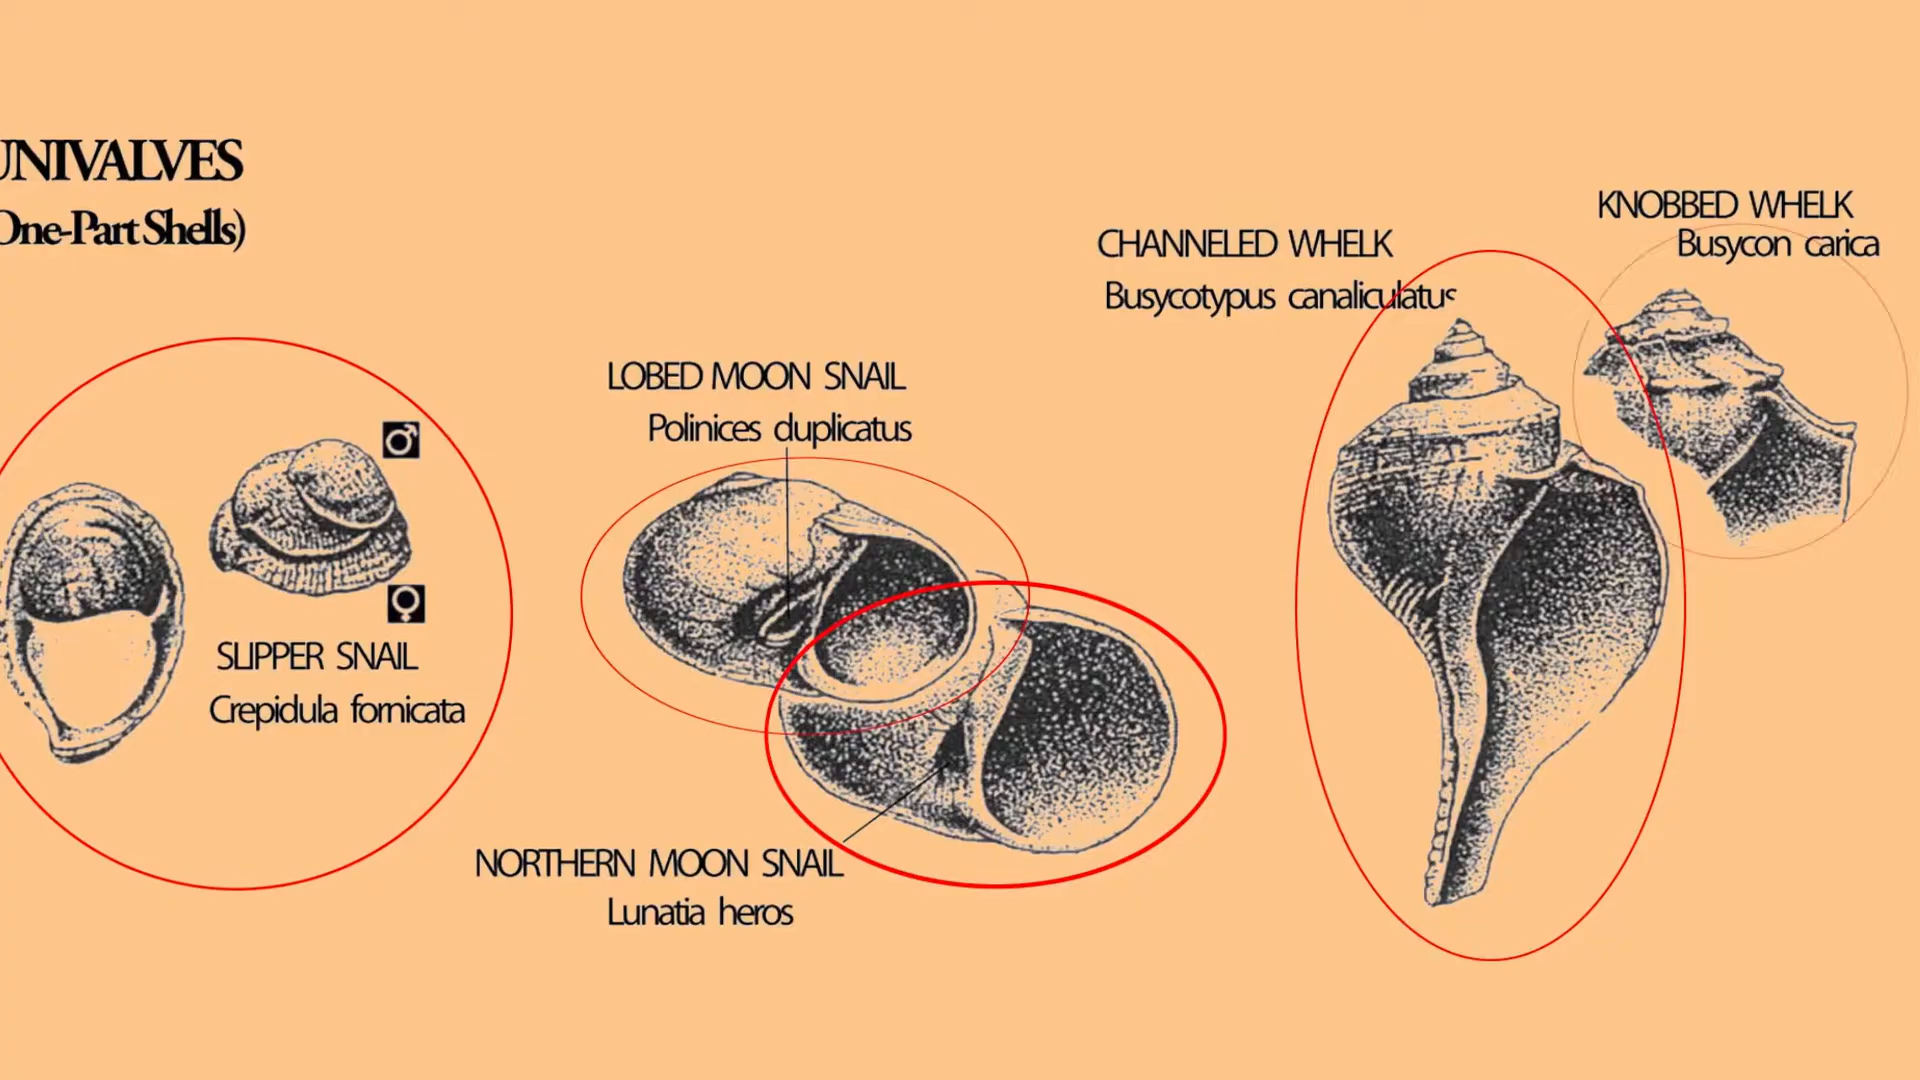 UNIVALVES
One-Part Shells)
KNOBBED WHELK
Busycon carica
CHANNELED WHELK
Busycotypus canaliculatus
LOBED MOON SNAIL
Polinices duplicatus
♂
♀
SLIPPER SNAIL
Crepidula fornicata
NORTHERN MOON SNAIL
Lunatia heros